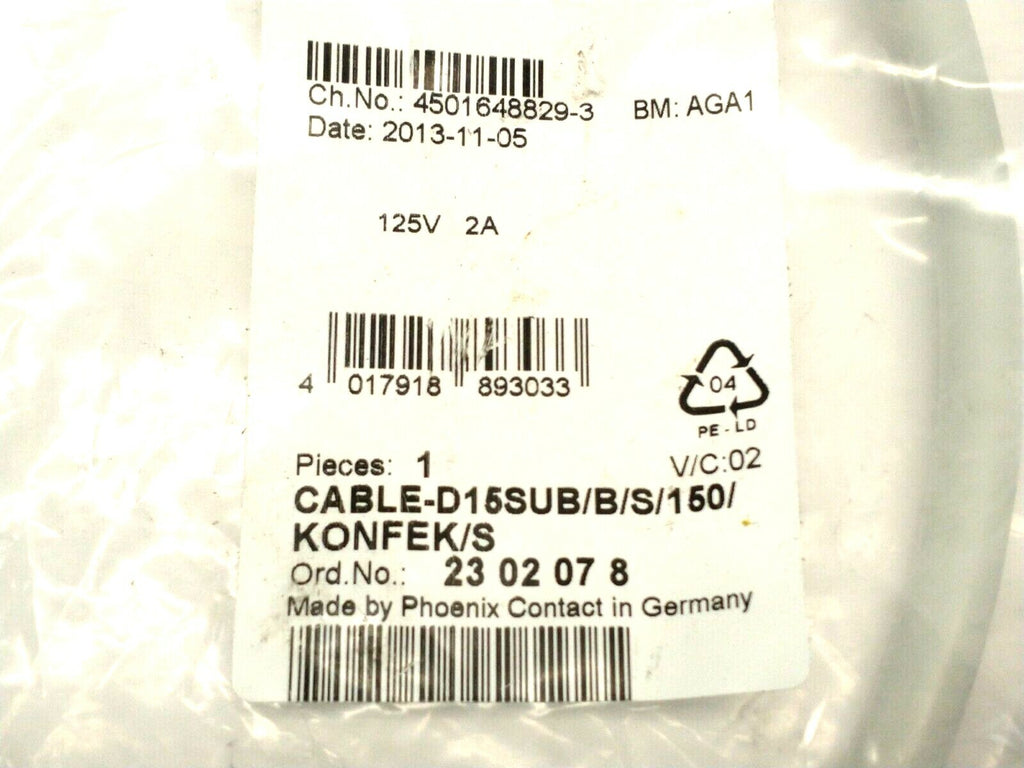 Ch.No.: 4501648829-3 BM: AGA1
Date: 2013-11-05
125V 2A
4 017918 893033
04
PE-LD
Pieces: 1 V/C:02
CABLE-D15SUB/B/S/150/
KONFEK/S
Ord.No.: 23 02 07 8
Made by Phoenix Contact in Germany